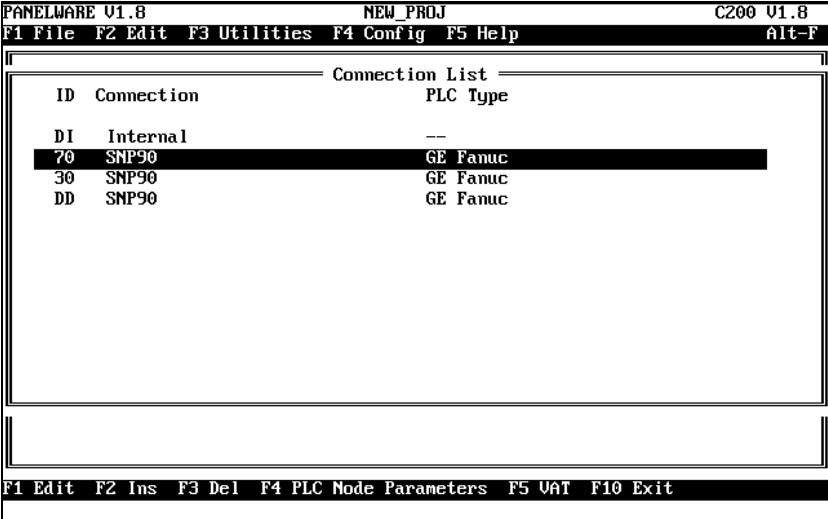 PANELWARE V1.8 NEW_PROJ C200 V1.8
F1 File F2 Edit F3 Utilities F4 Config F5 Help Alt-F
Connection List
ID Connection PLC Type
DI Internal --
70 SNP90 GE Fanuc
30 SNP90 GE Fanuc
DD SNP90 GE Fanuc
F1 Edit F2 Ins F3 Del F4 PLC Node Parameters F5 VAT F10 Exit